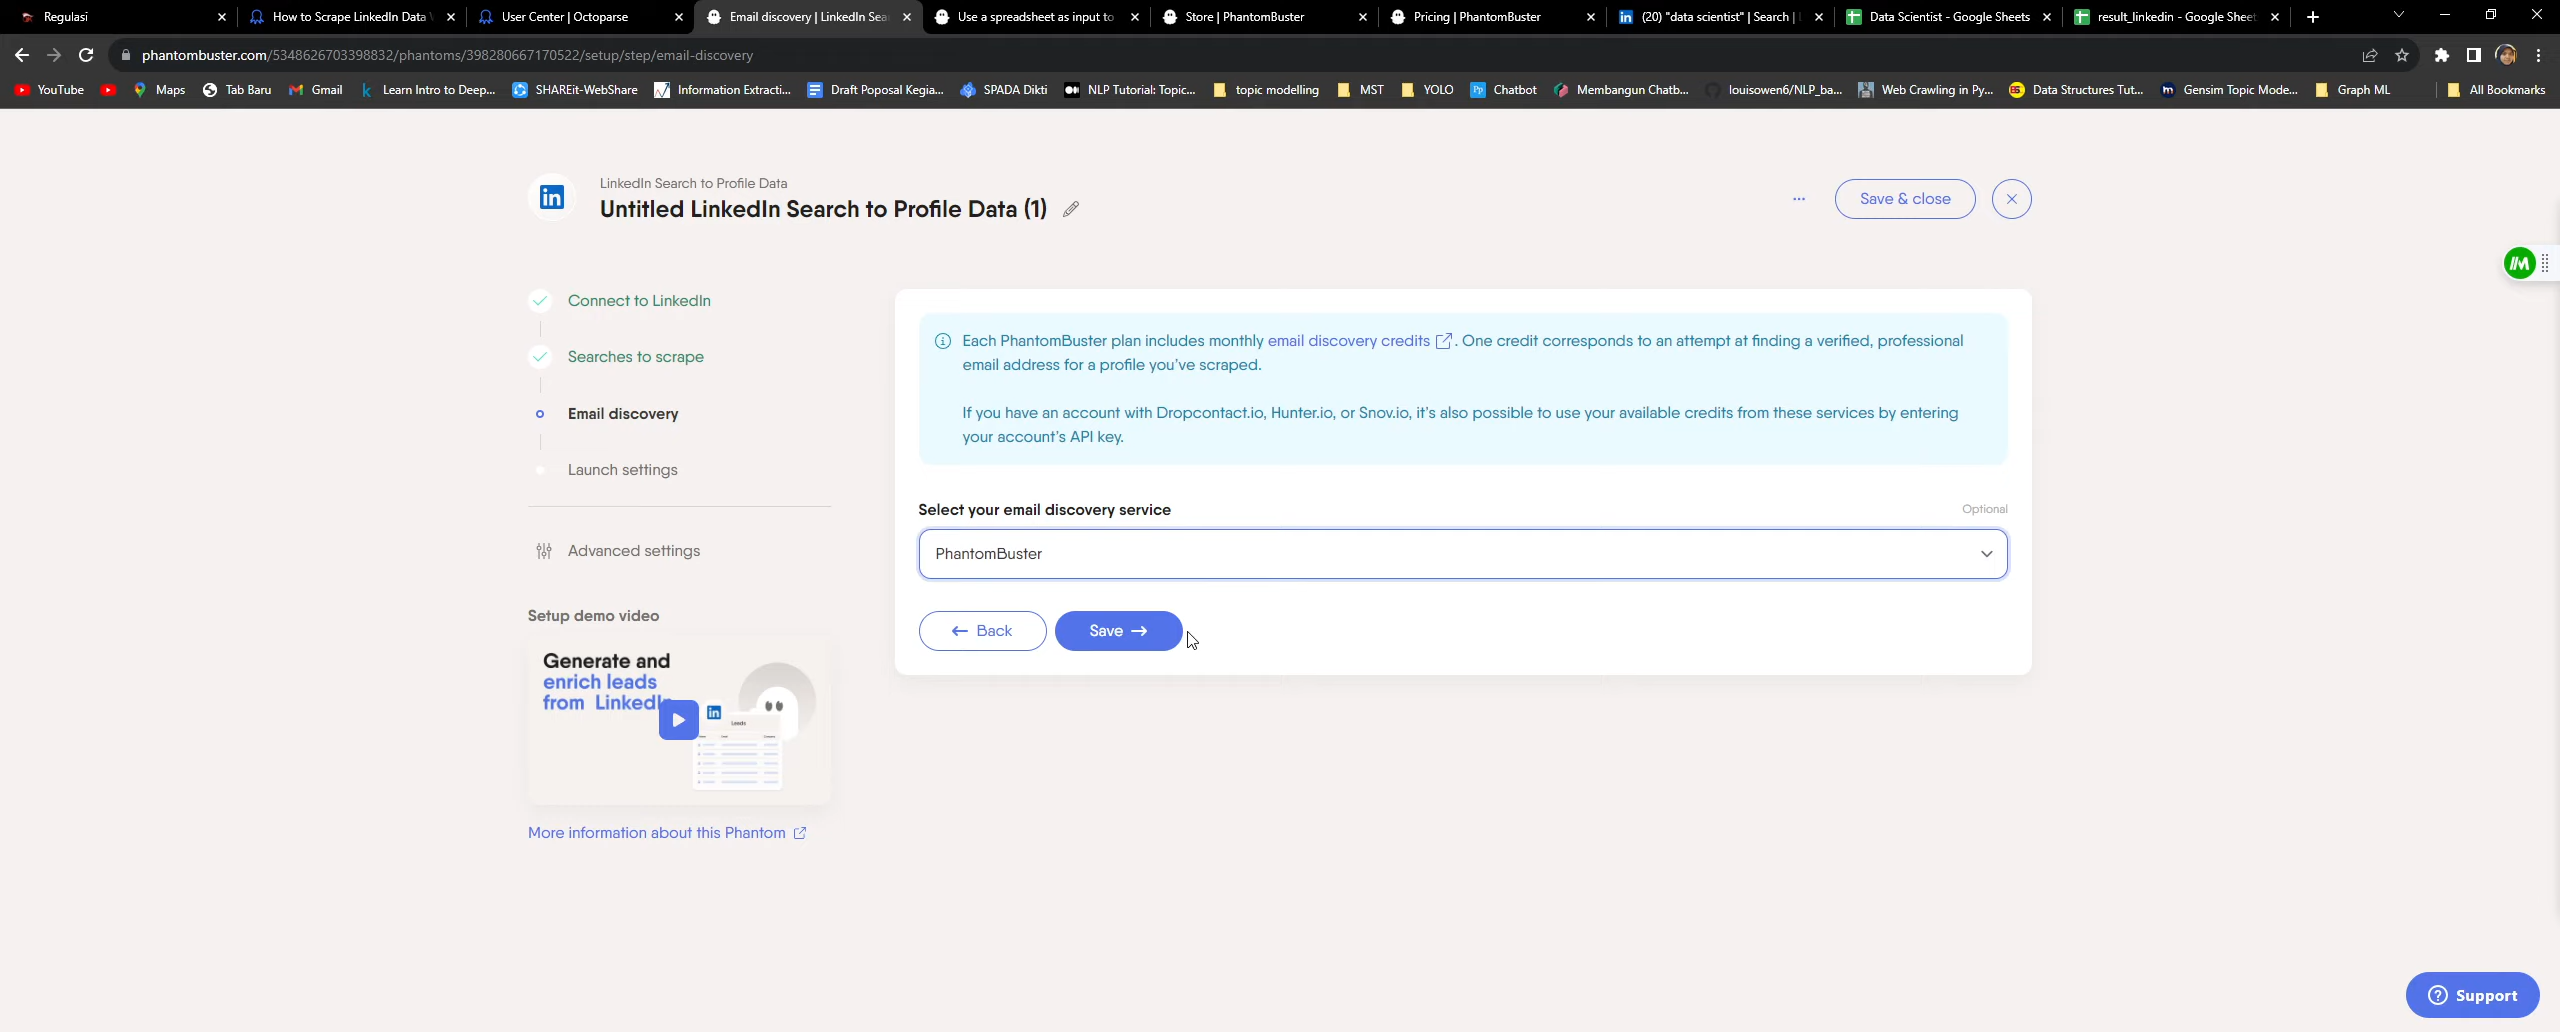 Regulasi
How to Scrape LinkedIn Data
User Center | Octoparse
Email discovery | LinkedIn Sea
Use a spreadsheet as input to
Store | PhantomBuster
Pricing | PhantomBuster
(20) "data scientist" | Search |
Data Scientist - Google Sheets
result_linkedin - Google Sheet
phantombuster.com/5348626703398832/phantoms/398280667170522/setup/step/email-discovery
YouTube
Maps
Tab Baru
Gmail
Learn Intro to Deep...
SHAREit-WebShare
Information Extracti...
Draft Poposal Kegia...
SPADA Dikti
NLP Tutorial: Topic...
topic modelling
MST
YOLO
Chatbot
Membangun Chatb...
louisowen6/NLP_ba...
Web Crawling in Py...
Data Structures Tut...
Gensim Topic Mode...
Graph ML
All Bookmarks
LinkedIn Search to Profile Data
Untitled LinkedIn Search to Profile Data (1)
Save & close
Connect to LinkedIn
Searches to scrape
Email discovery
Launch settings
Advanced settings
Setup demo video
Generate and
enrich leads
from LinkedIn
Leads
More information about this Phantom
Each PhantomBuster plan includes monthly email discovery credits. One credit corresponds to an attempt at finding a verified, professional
email address for a profile you've scraped.
If you have an account with Dropcontact.io, Hunter.io, or Snov.io, it's also possible to use your available credits from these services by entering
your account's API key.
Select your email discovery service
Optional
PhantomBuster
Back
Save
Support